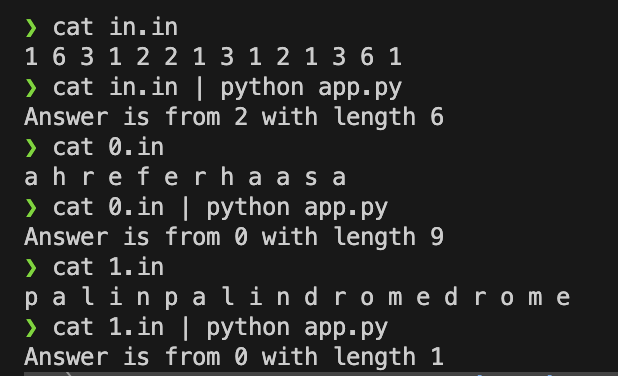 ❯ cat in.in
1 6 3 1 2 2 1 3 1 2 1 3 6 1
❯ cat in.in | python app.py
Answer is from 2 with length 6
❯ cat 0.in
a h r e f e r h a a s a
❯ cat 0.in | python app.py
Answer is from 0 with length 9
❯ cat 1.in
p a l i n p a l i n d r o m e d r o m e
❯ cat 1.in | python app.py
Answer is from 0 with length 1